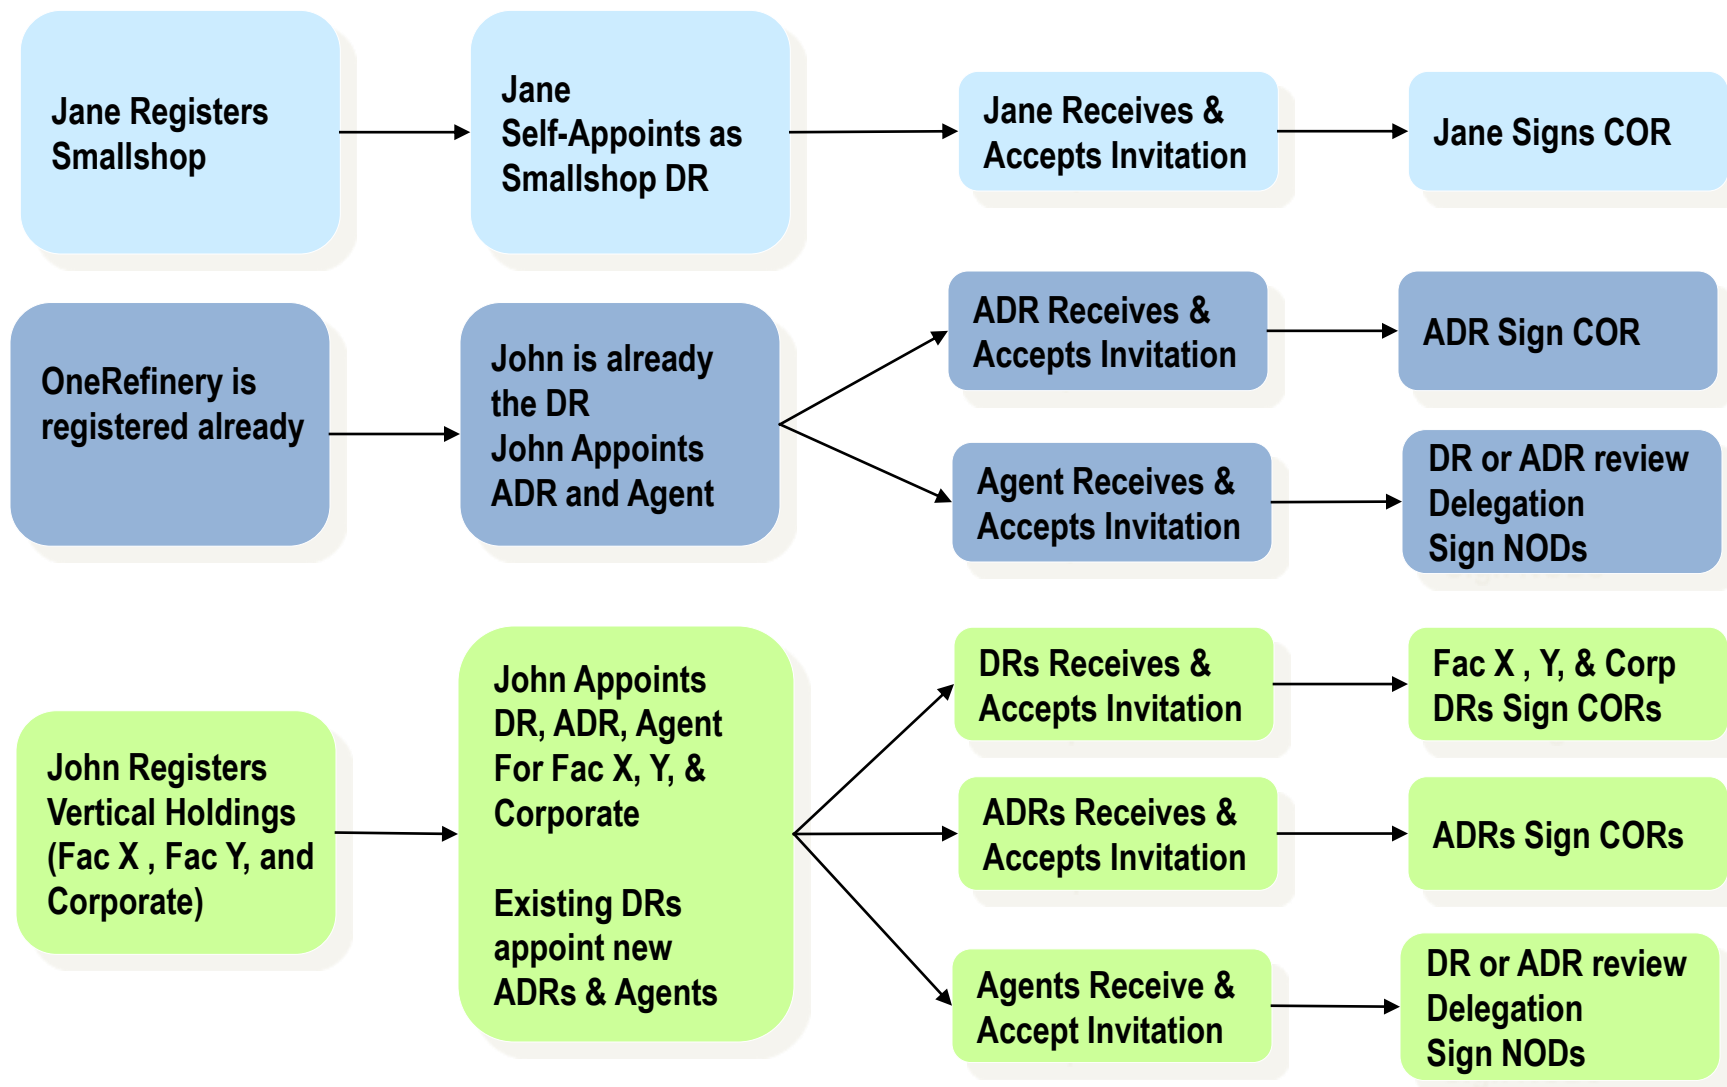 Jane Registers
Smallshop
Jane
Self-Appoints as
Smallshop DR
Jane Receives &
Accepts Invitation
Jane Signs COR
OneRefinery is
registered already
John is already
the DR
John Appoints
ADR and Agent
ADR Receives &
Accepts Invitation
ADR Sign COR
Agent Receives &
Accepts Invitation
DR or ADR review
Delegation
Sign NODs
John Registers
Vertical Holdings
(Fac X , Fac Y, and
Corporate)
John Appoints
DR, ADR, Agent
For Fac X, Y, &
Corporate
Existing DRs
appoint new
ADRs & Agents
DRs Receives &
Accepts Invitation
Fac X , Y, & Corp
DRs Sign CORs
ADRs Receives &
Accepts Invitation
ADRs Sign CORs
Agents Receive &
Accept Invitation
DR or ADR review
Delegation
Sign NODs